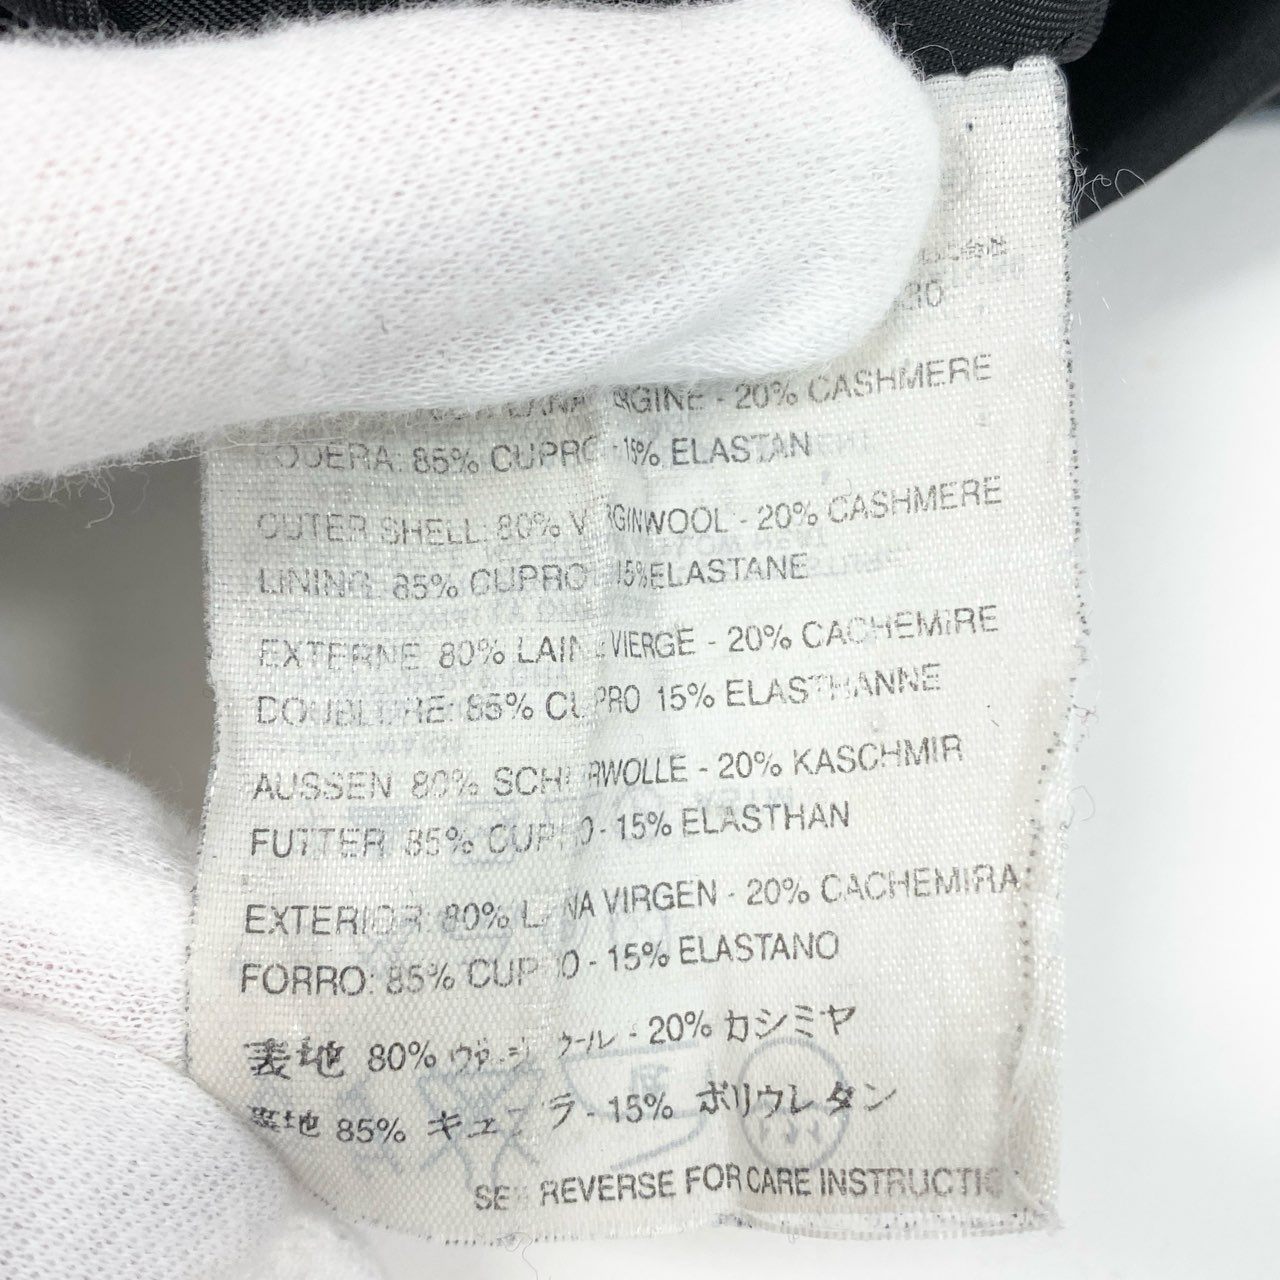 20% CASHMERE
FODERA: 85% CUPRO - 15% ELASTAN
OUTER SHELL: 80% VIRGINWOOL - 20% CASHMERE
LINING: 85% CUPRO 15% ELASTANE
EXTERNE 80% LAINE VIERGE - 20% CACHEMIRE
DOUBLURE: 85% CUPRO 15% ELASTHANNE
AUSSEN 80% SCHURWOLLE - 20% KASCHMIR
FUTTER 85% CUPRO - 15% ELASTHAN
EXTERIOR 80% LANA VIRGEN - 20% CACHEMIRA
FORRO: 85% CUPRO - 15% ELASTANO
表地 80% - 20% カシミヤ
裏地 85% キュプラ - 15% ポリウレタン
SEE REVERSE FOR CARE INSTRUCTIO